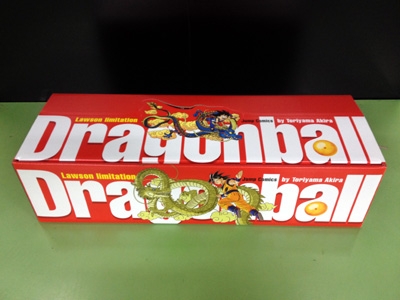 Lawson limitation
Jump Comics by Toriyama Akira
Dragonball
Lawson limitation
Jump Comics by Toriyama Akira
Dragonball